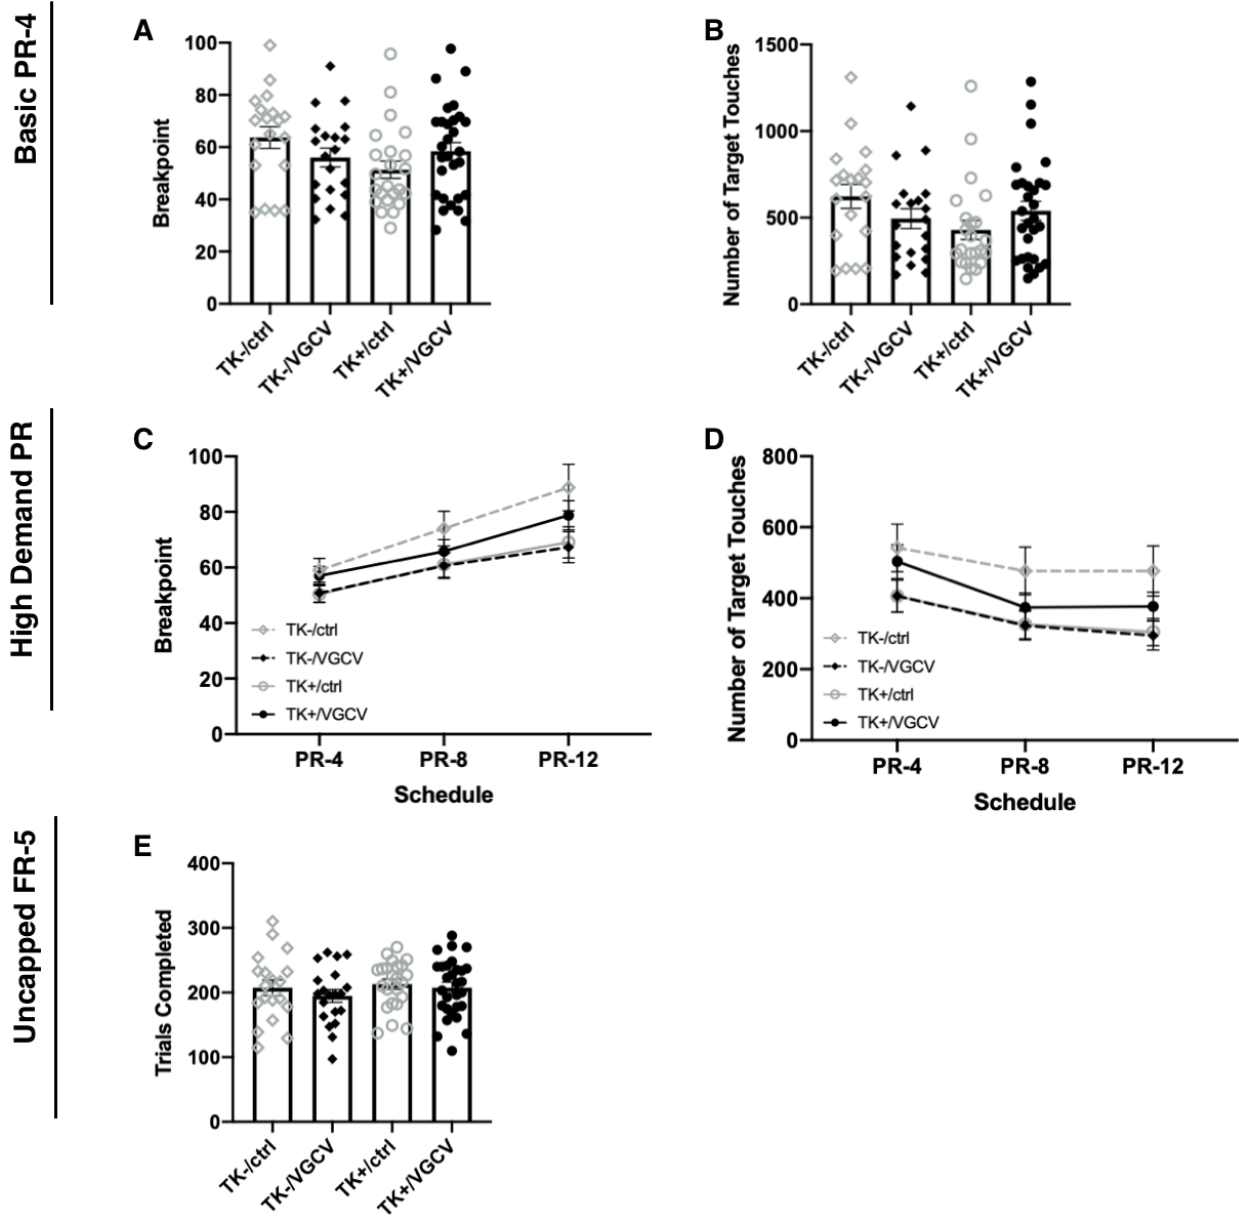 Basic PR-4
A
Breakpoint
100
80
60
40
20
0
TK-/ctrl
TK-/VGCV
TK+/ctrl
TK+/VGCV
B
Number of Target Touches
1500
1000
500
0
TK-/ctrl
TK-/VGCV
TK+/ctrl
TK+/VGCV
High Demand PR
C
Breakpoint
100
80
60
40
20
0
TK-/ctrl
TK-/VGCV
TK+/ctrl
TK+/VGCV
PR-4 PR-8 PR-12
Schedule
D
Number of Target Touches
800
600
400
200
0
TK-/ctrl
TK-/VGCV
TK+/ctrl
TK+/VGCV
PR-4 PR-8 PR-12
Schedule
Uncapped FR-5
E
Trials Completed
400
300
200
100
0
TK-/ctrl
TK-/VGCV
TK+/ctrl
TK+/VGCV